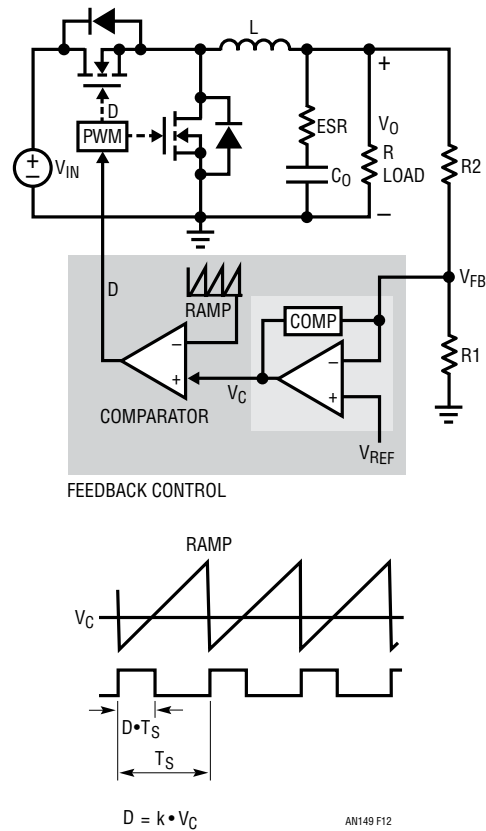 L
D
PWM
+
−
VIN
ESR
CO
+
VO
R
LOAD
−
R2
VFB
R1
D
RAMP
COMP
−
+
COMPARATOR
VC
−
+
VREF
FEEDBACK CONTROL
RAMP
VC
D•TS
TS
D = k • VC
AN149 F12